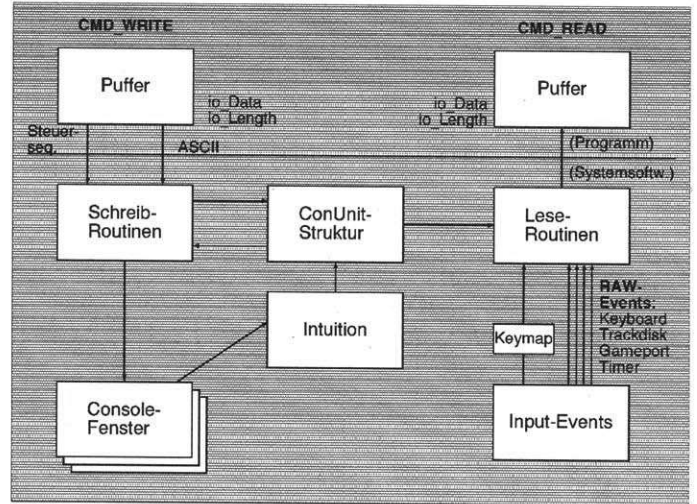 CMD_WRITE
CMD_READ
Puffer
Puffer
io_Data
io_Length
io_Data
io_Length
Steuer-
seq.
ASCII
(Programm)
(Systemsoftw.)
Schreib-
Routinen
ConUnit-
Struktur
Lese-
Routinen
Intuition
Keymap
RAW-
Events:
Keyboard
Trackdisk
Gameport
Timer
Console-
Fenster
Input-Events